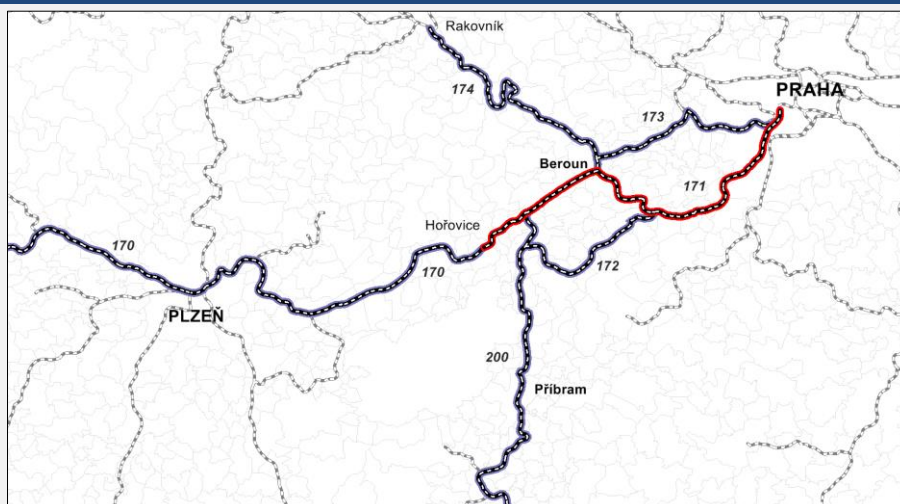 Rakovník
174
PRAHA
173
Beroun
171
Hořovice
170
170
172
PLZEŇ
200
Příbram